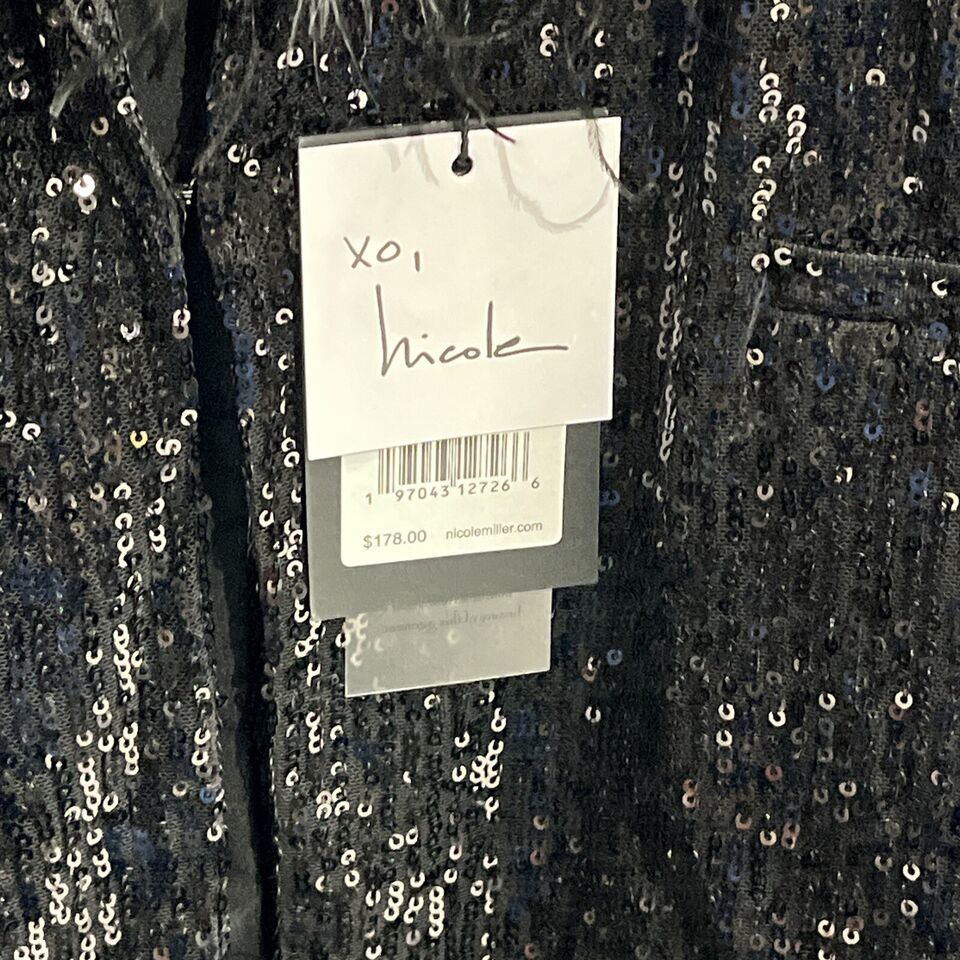 xo,
nicole
1 97043 12726 6
$178.00 nicolemiller.com